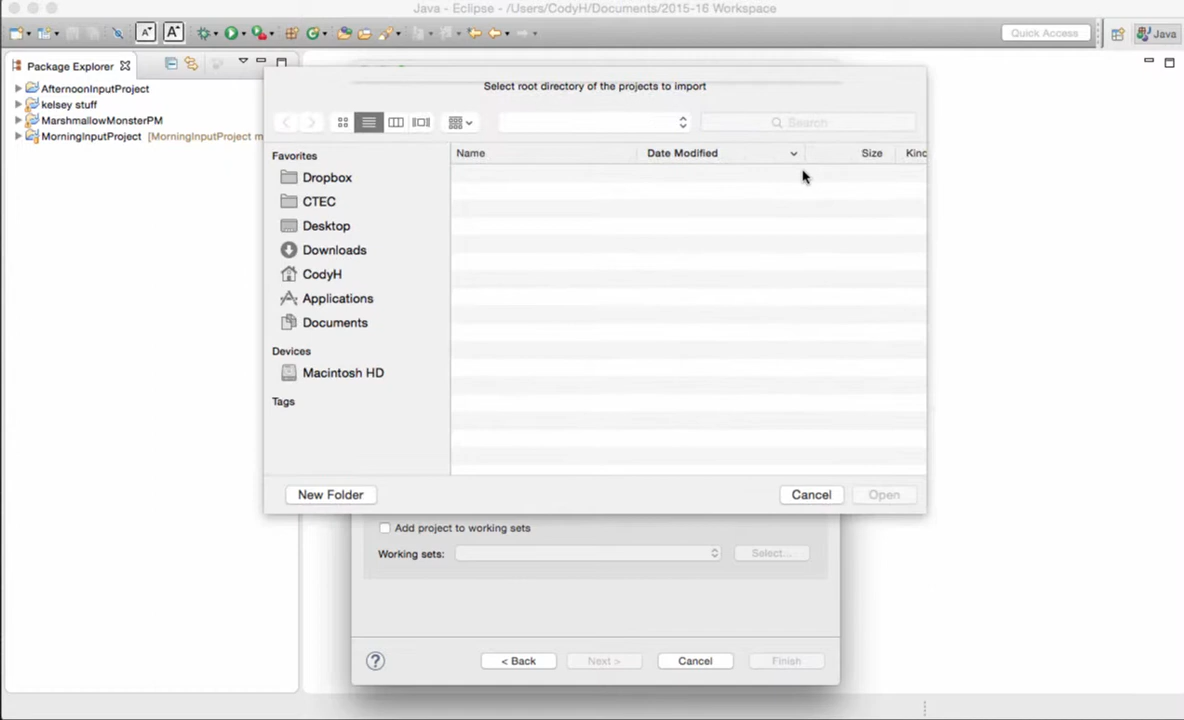 Java - Eclipse - /Users/CodyH/Documents/2015-16 Workspace
Quick Access
Java
Package Explorer
AfternoonInputProject
kelsey stuff
MarshmallowMonsterPM
MorningInputProject [MorningInputProject m
Select root directory of the projects to import
Search
Favorites
Dropbox
CTEC
Desktop
Downloads
CodyH
Applications
Documents
Devices
Macintosh HD
Tags
Name Date Modified Size Kind
New Folder Cancel Open
Add project to working sets
Working sets: Select...
? < Back Next > Cancel Finish